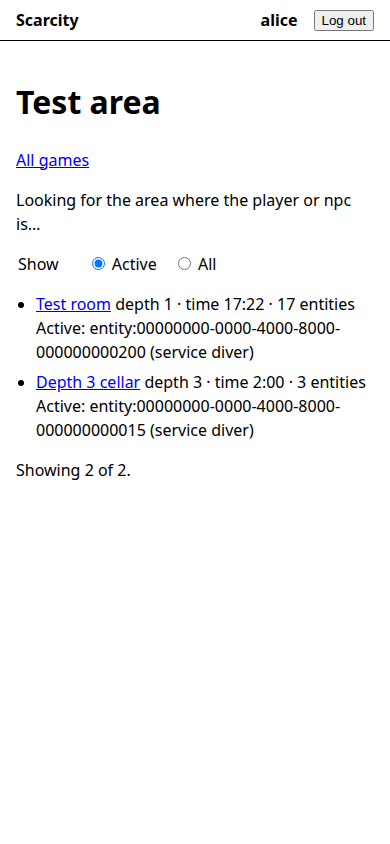 Scarcity alice Log out
Test area
All games
Looking for the area where the player or npc
is...
Show Active All
Test room depth 1 · time 17:22 · 17 entities
Active: entity:00000000-0000-4000-8000-
000000000200 (service diver)
Depth 3 cellar depth 3 · time 2:00 · 3 entities
Active: entity:00000000-0000-4000-8000-
000000000015 (service diver)
Showing 2 of 2.